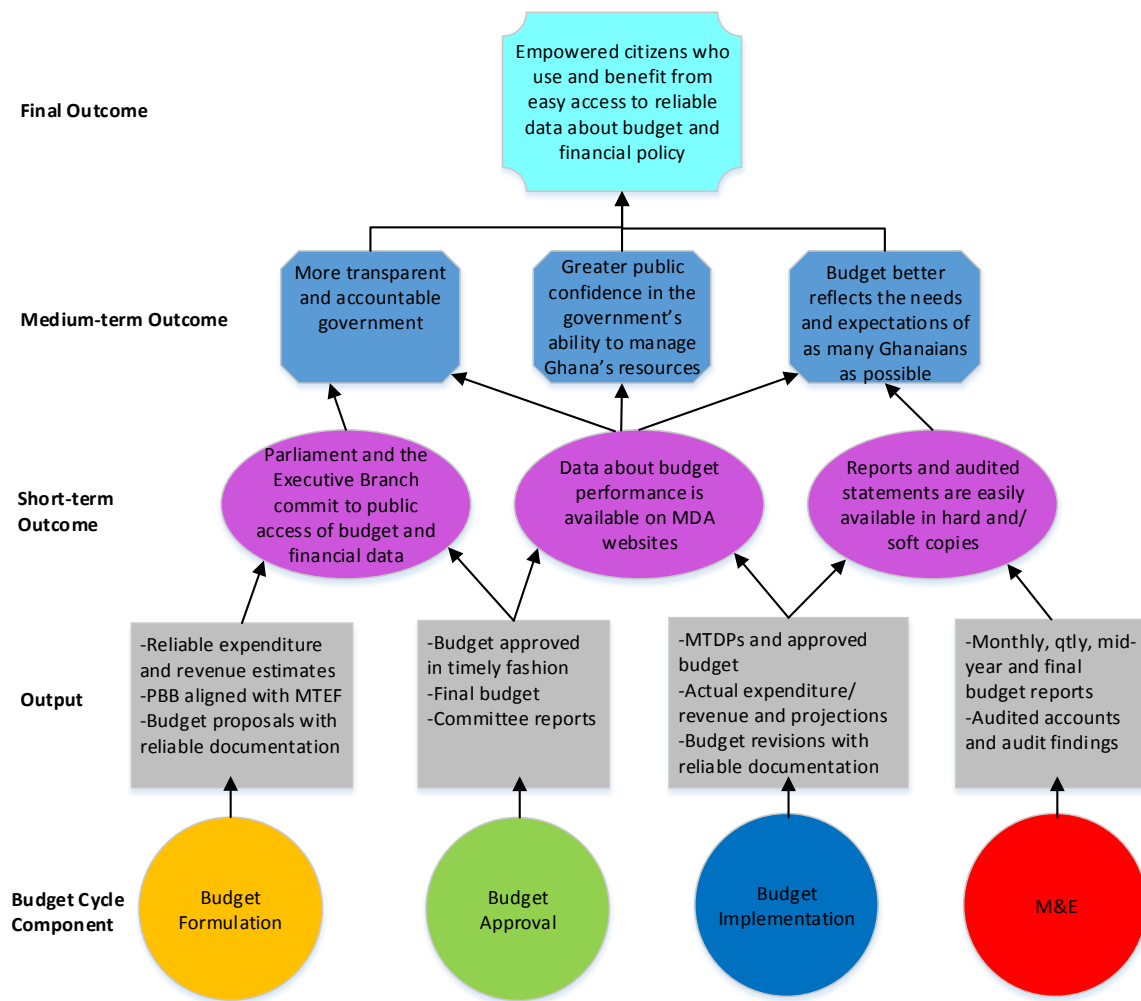 Final Outcome
Empowered citizens who
use and benefit from
easy access to reliable
data about budget and
financial policy
Medium-term Outcome
More transparent
and accountable
government
Greater public
confidence in the
government's
ability to manage
Ghana's resources
Budget better
reflects the needs
and expectations of
as many Ghanaians
as possible
Short-term
Outcome
Parliament and the
Executive Branch
commit to public
access of budget and
financial data
Data about budget
performance is
available on MDA
websites
Reports and audited
statements are easily
available in hard and/
soft copies
Output
-Reliable expenditure
and revenue estimates
-PBB aligned with MTEF
-Budget proposals with
reliable documentation
-Budget approved
in timely fashion
-Final budget
-Committee reports
-MTDPs and approved
budget
-Actual expenditure/
revenue and projections
-Budget revisions with
reliable documentation
-Monthly, qtly, mid-
year and final
budget reports
-Audited accounts
and audit findings
Budget Cycle
Component
Budget
Formulation
Budget
Approval
Budget
Implementation
M&E